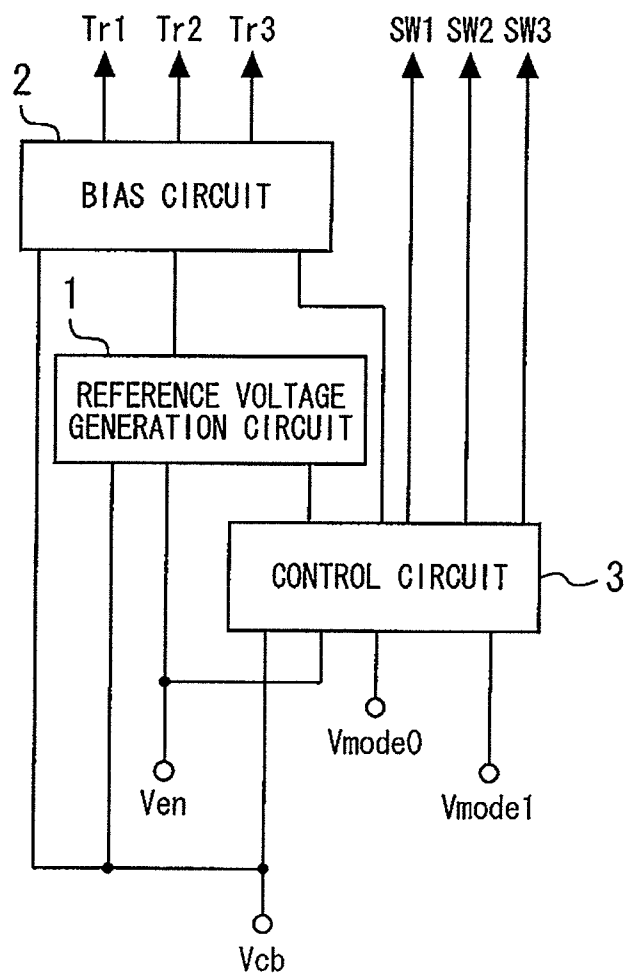 Tr1 Tr2 Tr3 SW1 SW2 SW3
2
BIAS CIRCUIT
1
REFERENCE VOLTAGE
GENERATION CIRCUIT
CONTROL CIRCUIT
3
Vmode0
Ven
Vmode1
Vcb